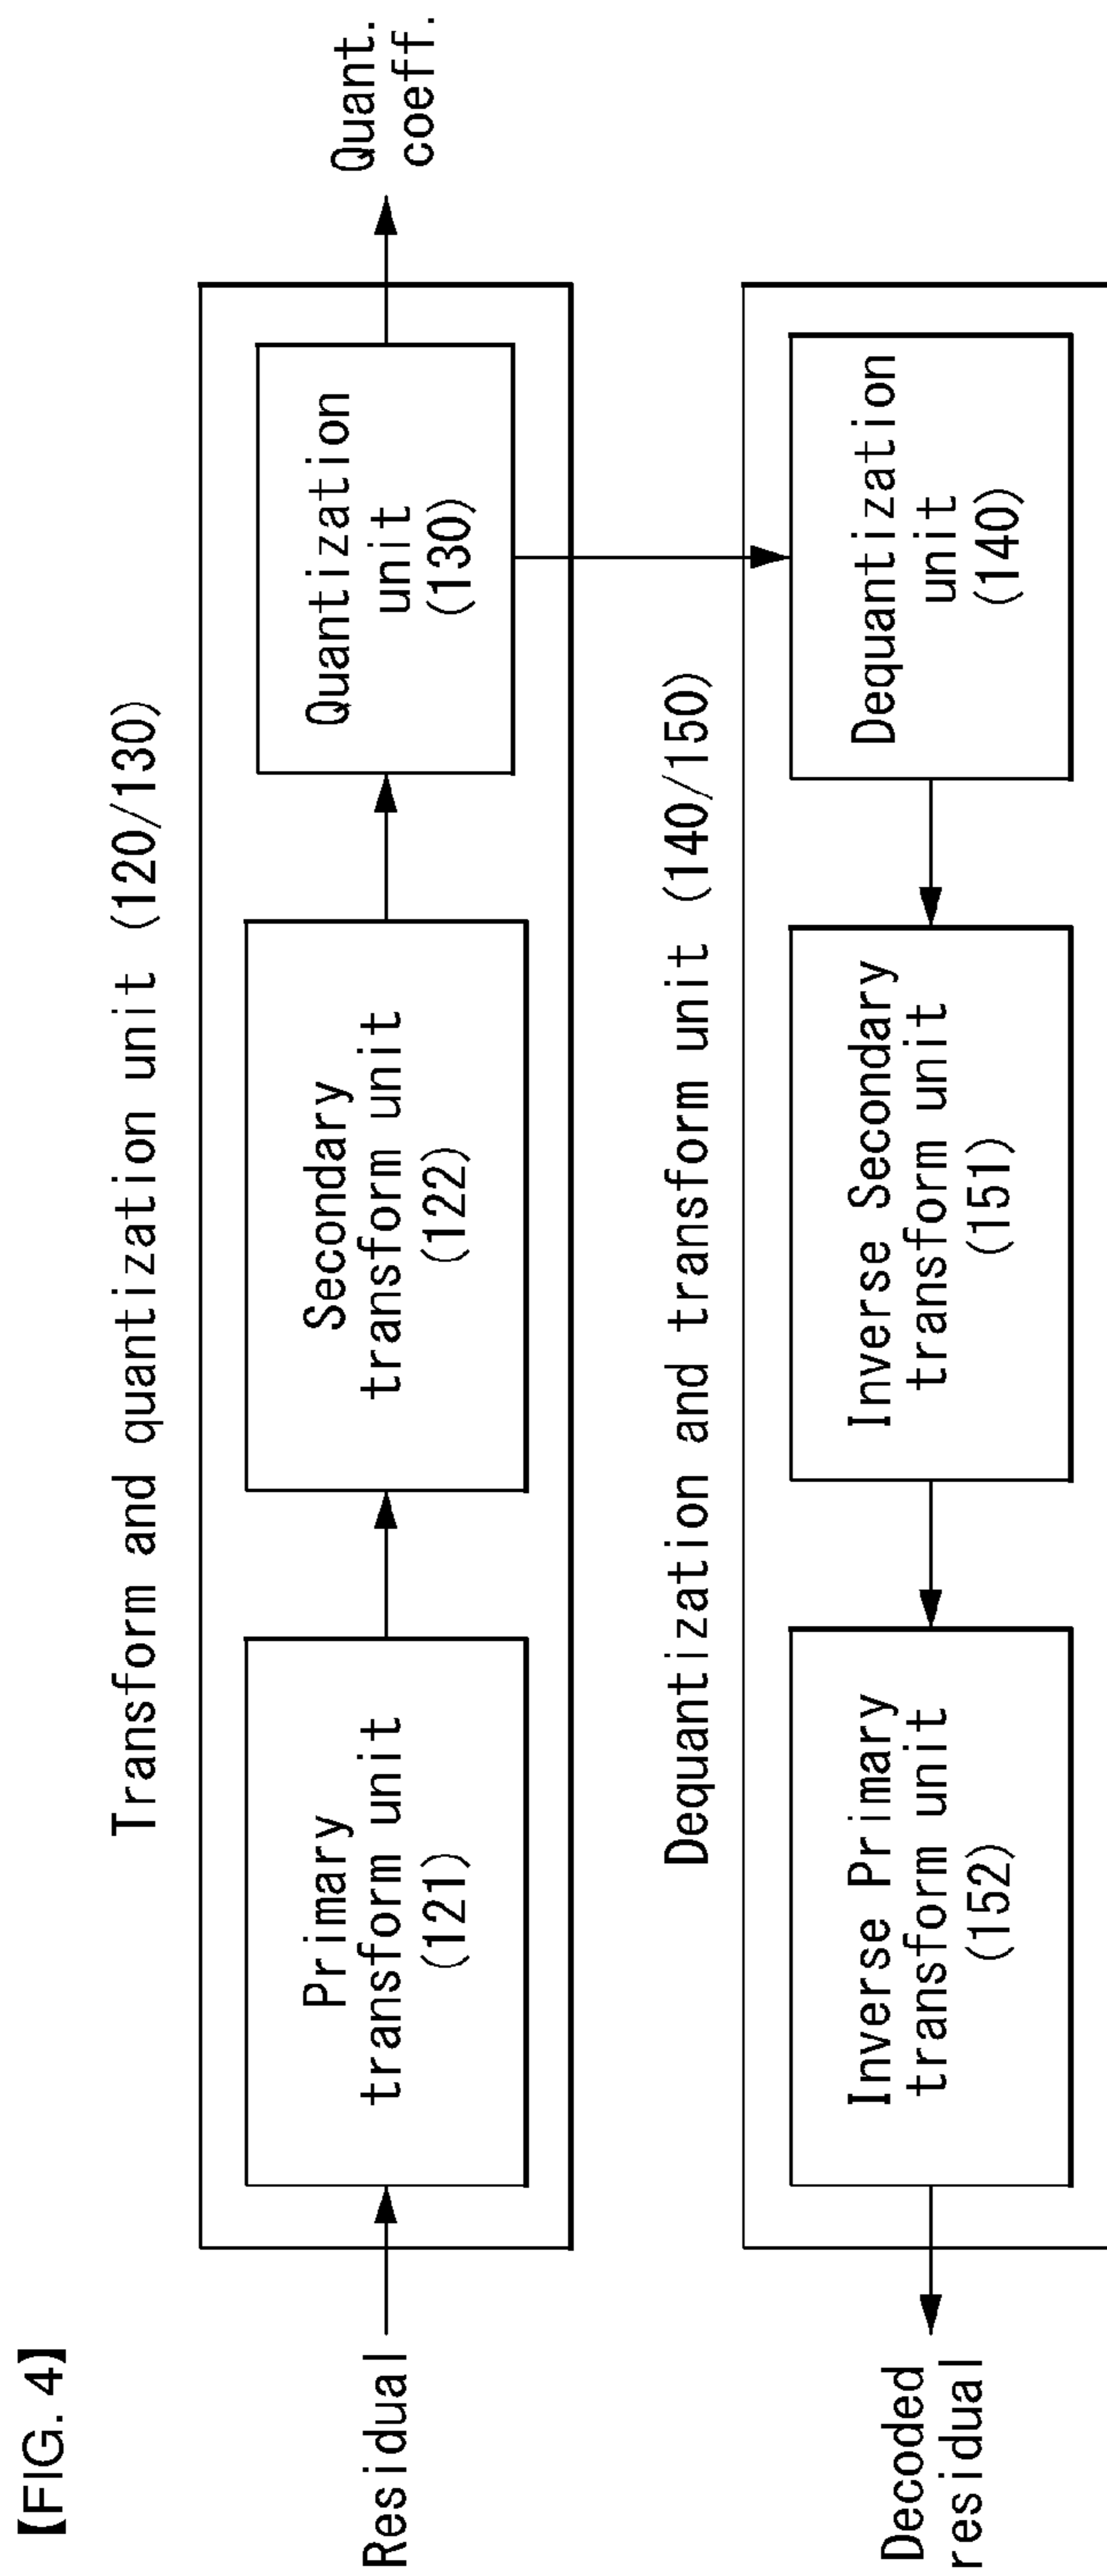 【FIG. 4】
Transform and quantization unit (120/130)
Residual
Primary
transform unit
(121)
Secondary
transform unit
(122)
Quantization
unit
(130)
Quant.
coeff.
Dequantization and transform unit (140/150)
Decoded
residual
Inverse Primary
transform unit
(152)
Inverse Secondary
transform unit
(151)
Dequantization
unit
(140)